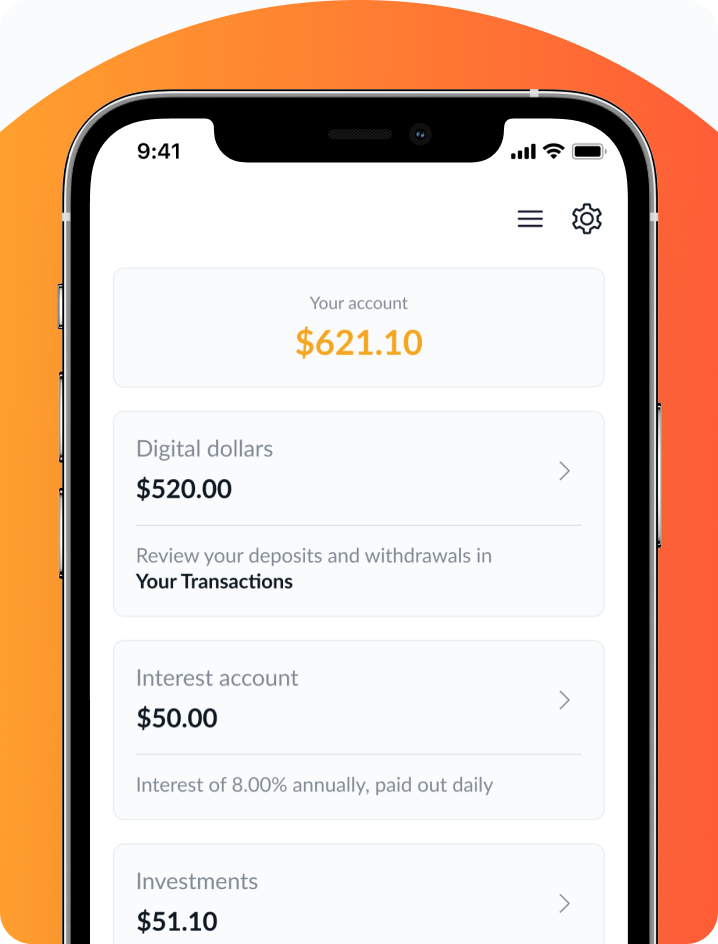 9:41
Your account
$621.10
Digital dollars
$520.00
Review your deposits and withdrawals in
Your Transactions
Interest account
$50.00
Interest of 8.00% annually, paid out daily
Investments
$51.10